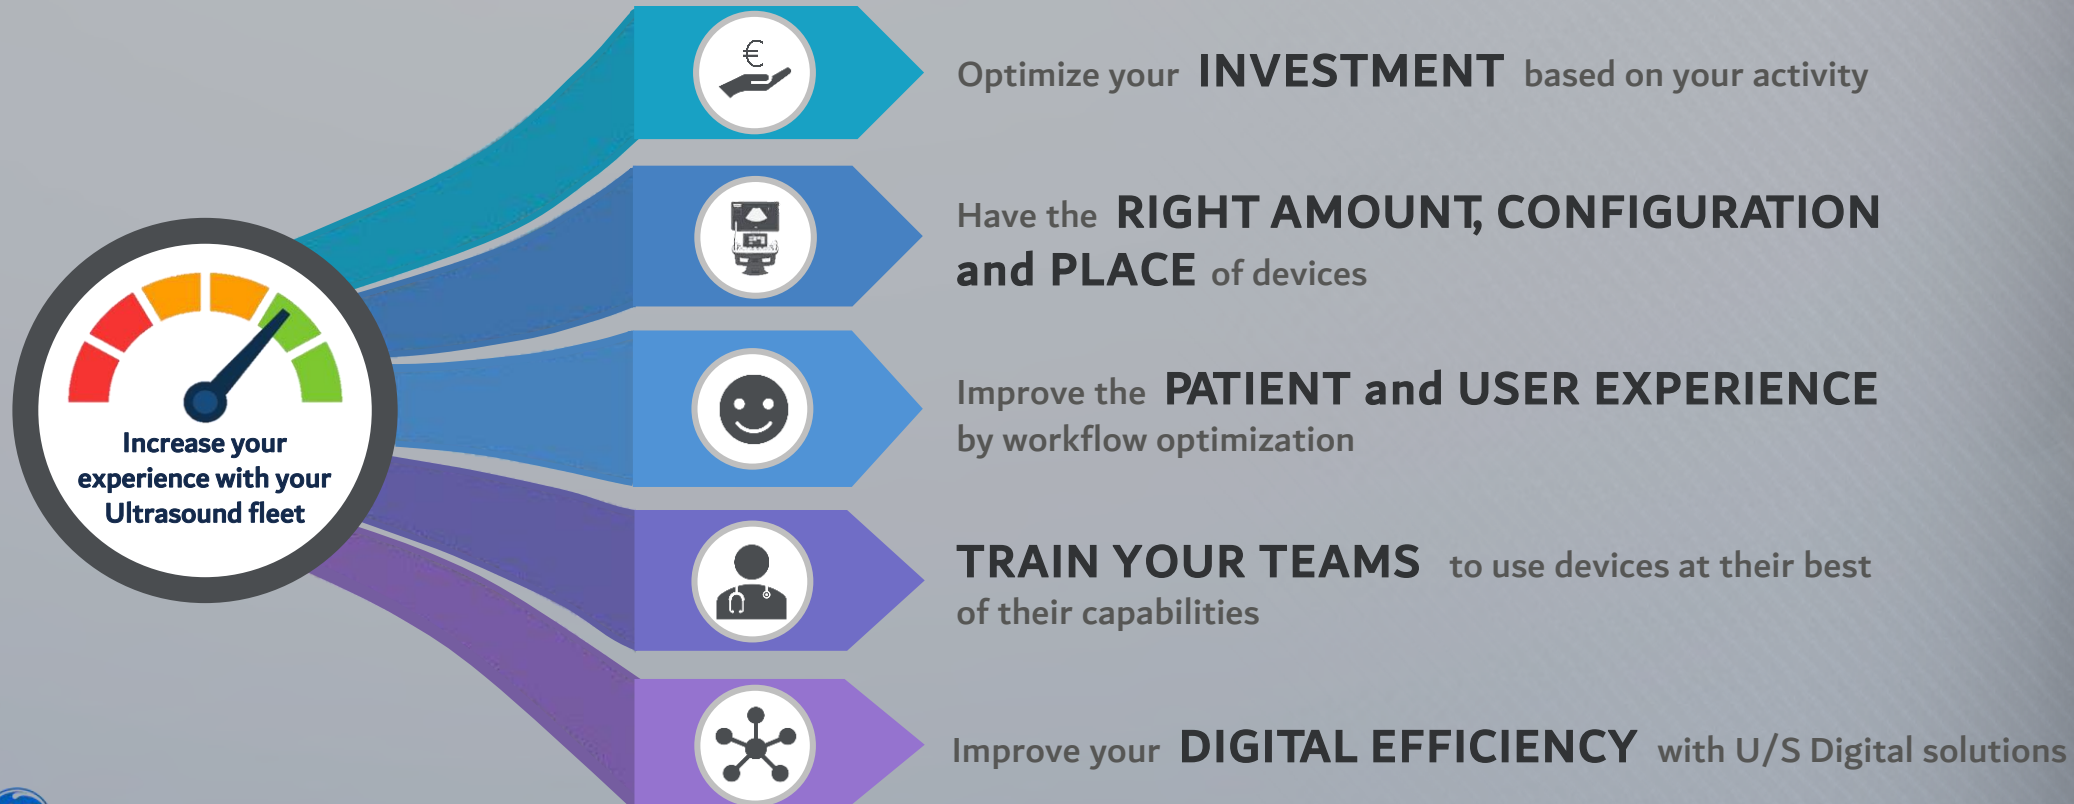 €
Optimize your INVESTMENT based on your activity
Have the RIGHT AMOUNT, CONFIGURATION
and PLACE of devices
Increase your
experience with your
Ultrasound fleet
Improve the PATIENT and USER EXPERIENCE
by workflow optimization
TRAIN YOUR TEAMS to use devices at their best
of their capabilities
Improve your DIGITAL EFFICIENCY with U/S Digital solutions